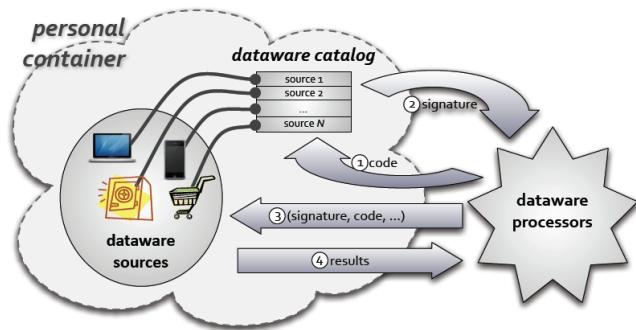 personal
container
dataware catalog
source 1
source 2
...
source N
2 signature
1 code
dataware
processors
3 (signature, code, ...)
dataware
sources
4 results